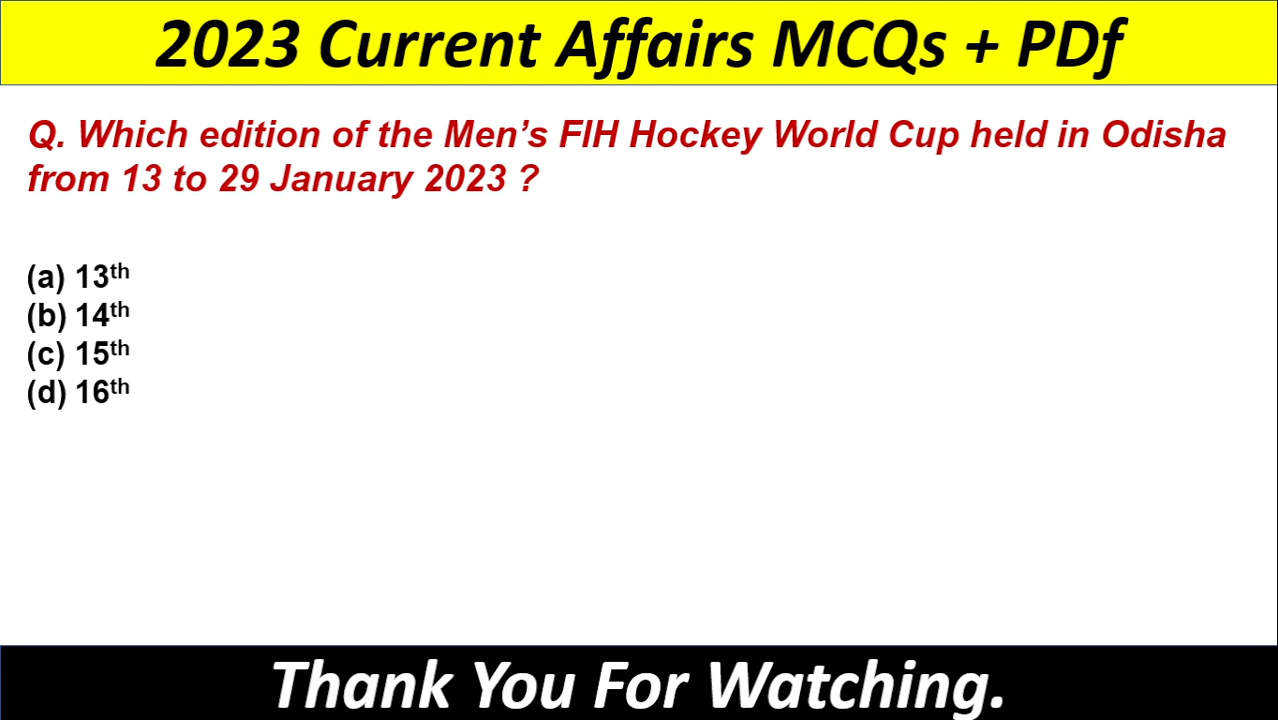 2023 Current Affairs MCQs + PDf
Q. Which edition of the Men’s FIH Hockey World Cup held in Odisha
from 13 to 29 January 2023 ?
(a) 13th
(b) 14th
(c) 15th
(d) 16th
Thank You For Watching.